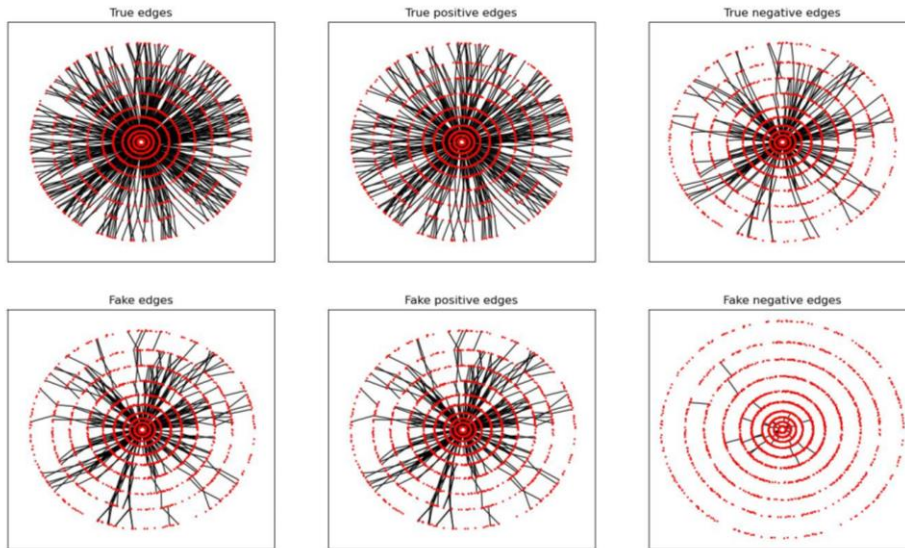 True edges
True positive edges
True negative edges
Fake edges
Fake positive edges
Fake negative edges